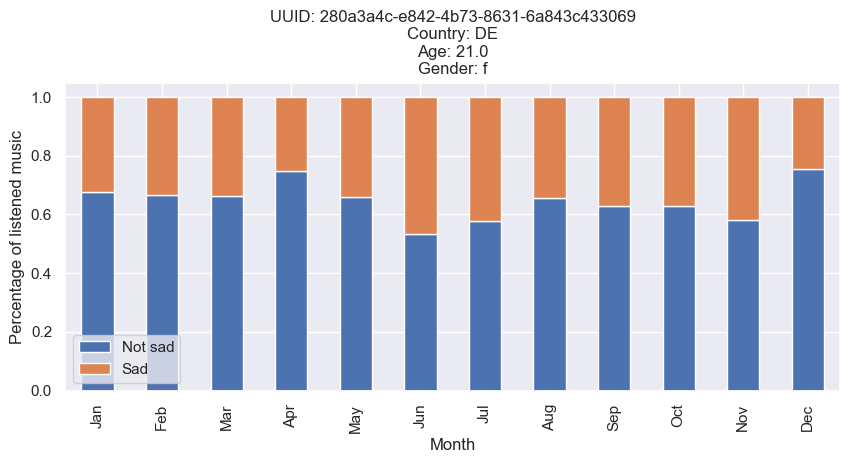 UUID: 280a3a4c-e842-4b73-8631-6a843c433069
Country: DE
Age: 21.0
Gender: f
Percentage of listened music
1.0
0.8
0.6
0.4
0.2
0.0
Not sad
Sad
Jan
Feb
Mar
Apr
May
Jun
Jul
Aug
Sep
Oct
Nov
Dec
Month